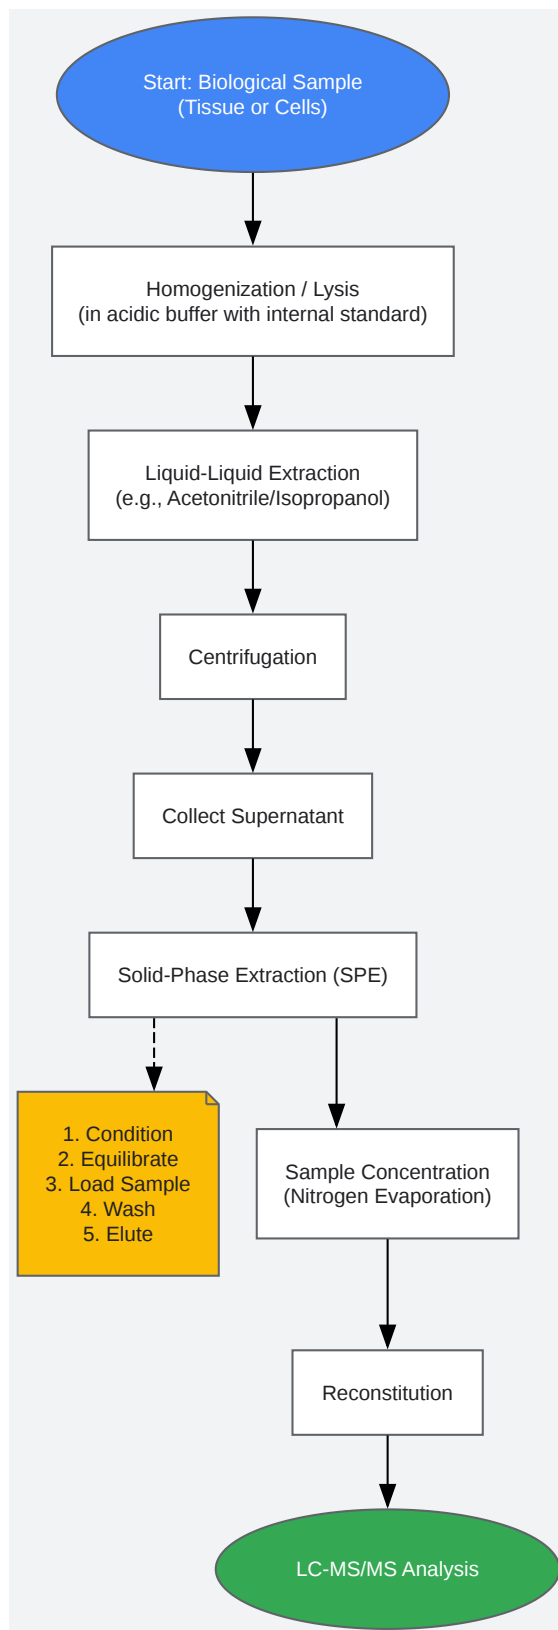 Start: Biological Sample
(Tissue or Cells)
Homogenization / Lysis
(in acidic buffer with internal standard)
Liquid-Liquid Extraction
(e.g., Acetonitrile/Isopropanol)
Centrifugation
Collect Supernatant
Solid-Phase Extraction (SPE)
1. Condition
2. Equilibrate
3. Load Sample
4. Wash
5. Elute
Sample Concentration
(Nitrogen Evaporation)
Reconstitution
LC-MS/MS Analysis